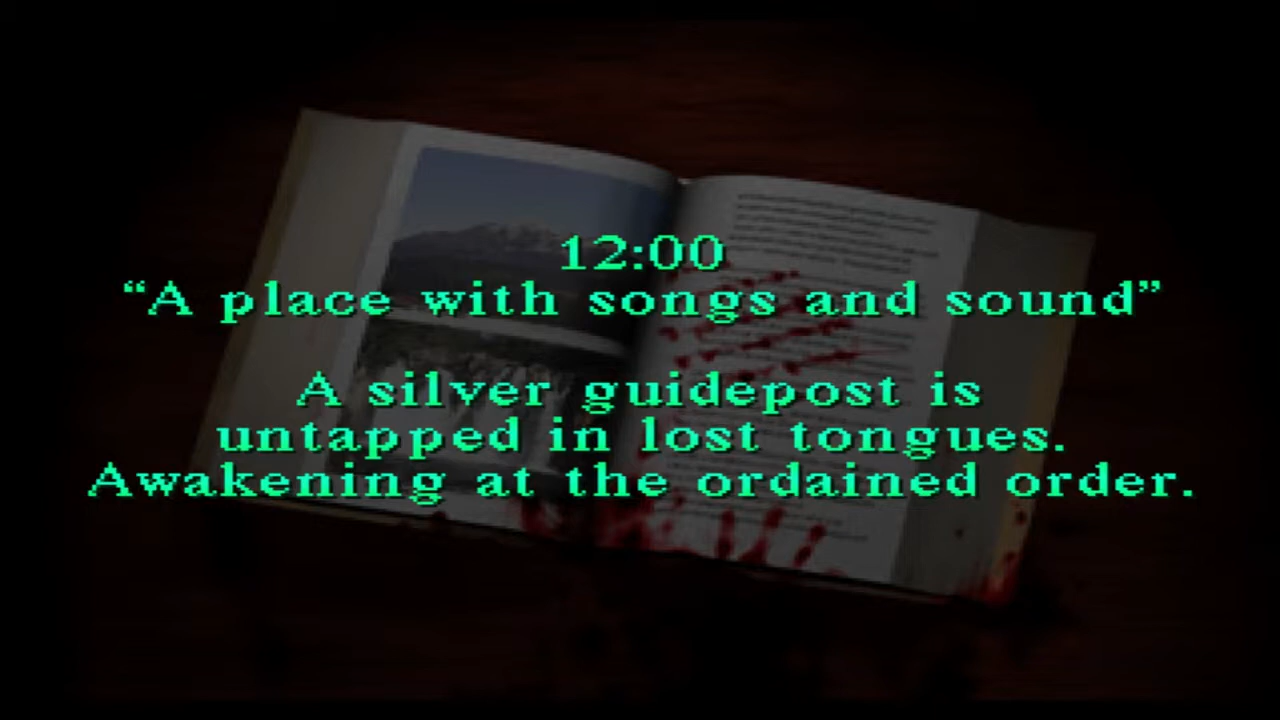 12:00
“A place with songs and sound”
A silver guidepost is
untapped in lost tongues.
Awakening at the ordained order.